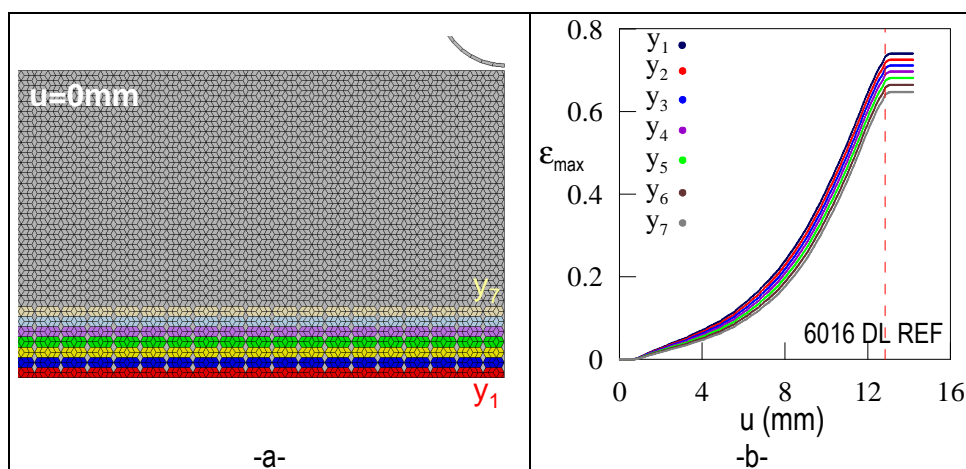 u=0mm
y7
y1
-a-
0.8
0.6
εmax
0.4
0.2
0
y1
y2
y3
y4
y5
y6
y7
6016 DL REF
0 4 8 12 16
u (mm)
-b-